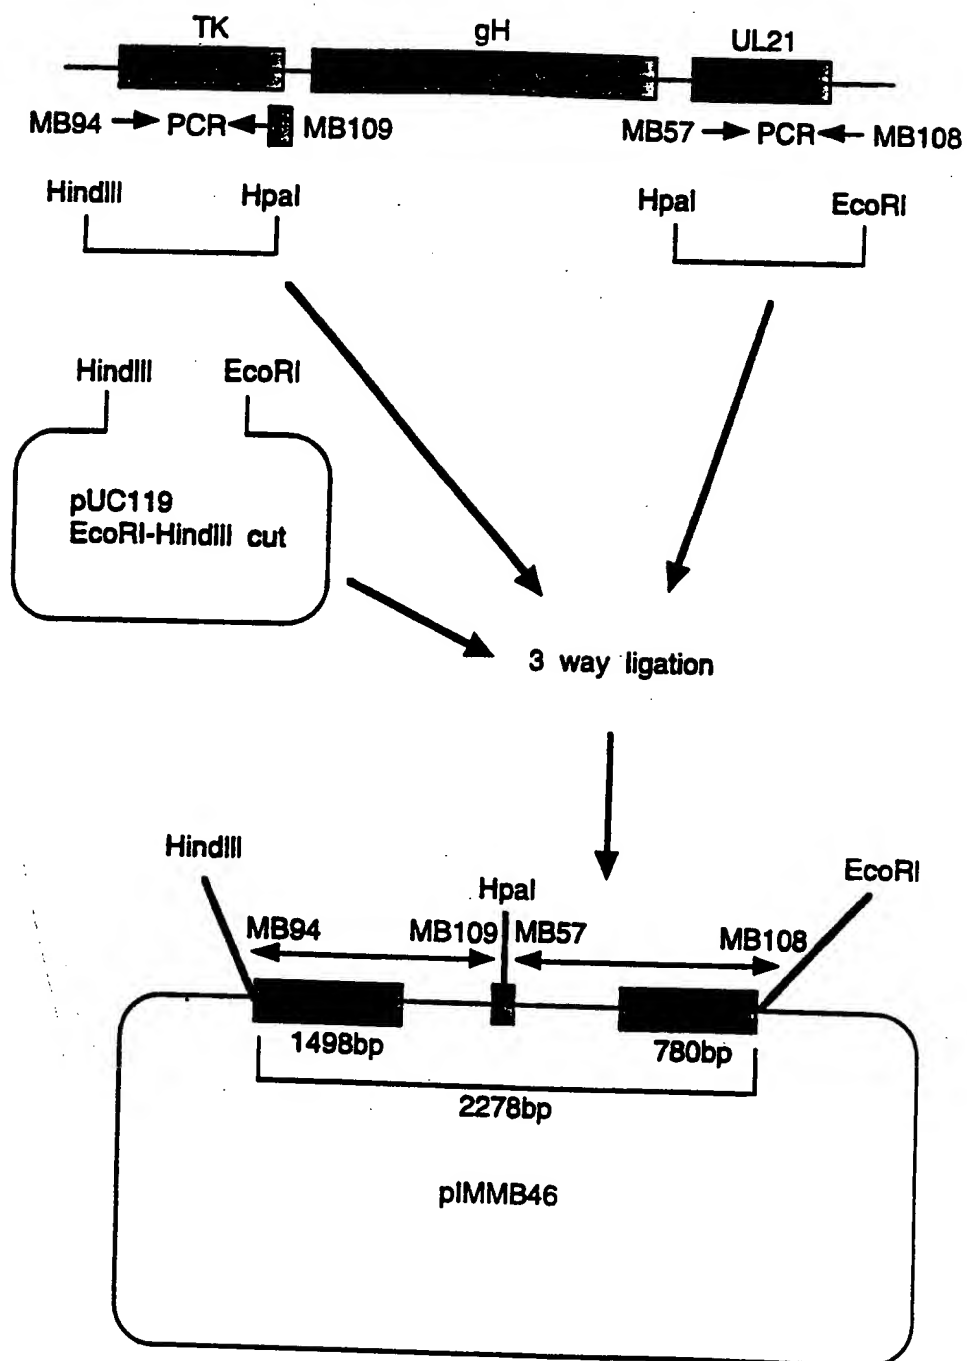 TK
gH
UL21
MB94 PCR MB109
MB57 PCR MB108
HindIII HpaI
HpaI EcoRI
HindIII EcoRI
pUC119
EcoRI-HindIII cut
3 way ligation
HindIII
HpaI
EcoRI
MB94 MB109 MB57 MB108
1498bp 780bp
2278bp
pIMMB46